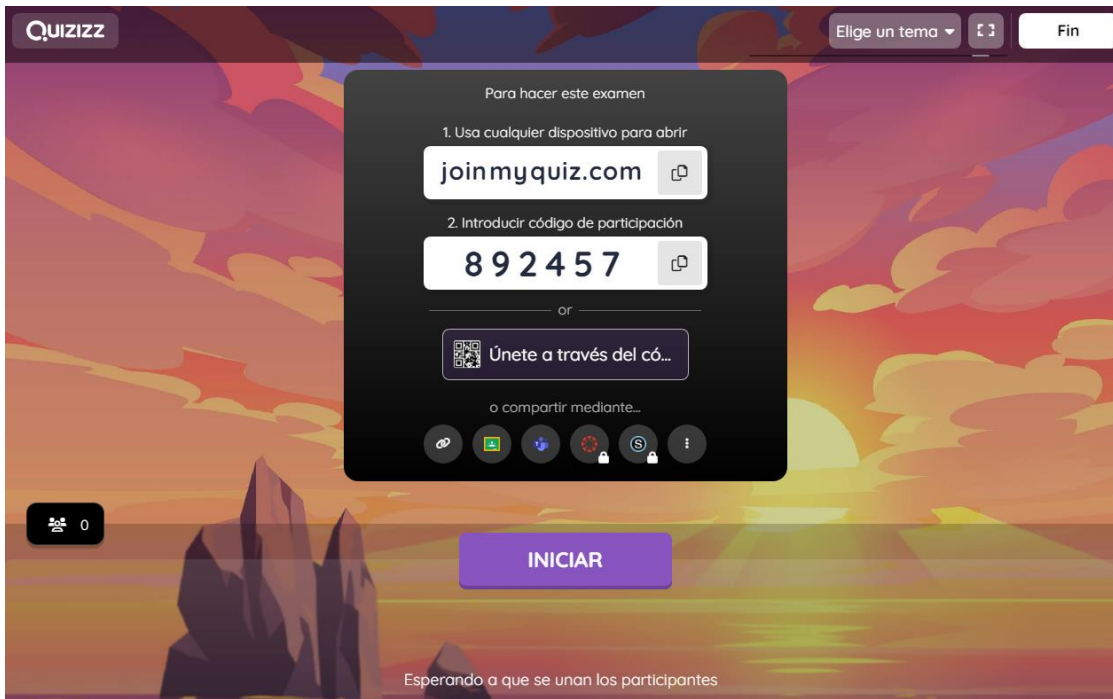 Quizizz
Elige un tema
Fin
Para hacer este examen
1. Usa cualquier dispositivo para abrir
joinmyquiz.com
2. Introducir código de participación
892457
or
Únete a través del có...
o compartir mediante...
S
0
INICIAR
Esperando a que se unan los participantes